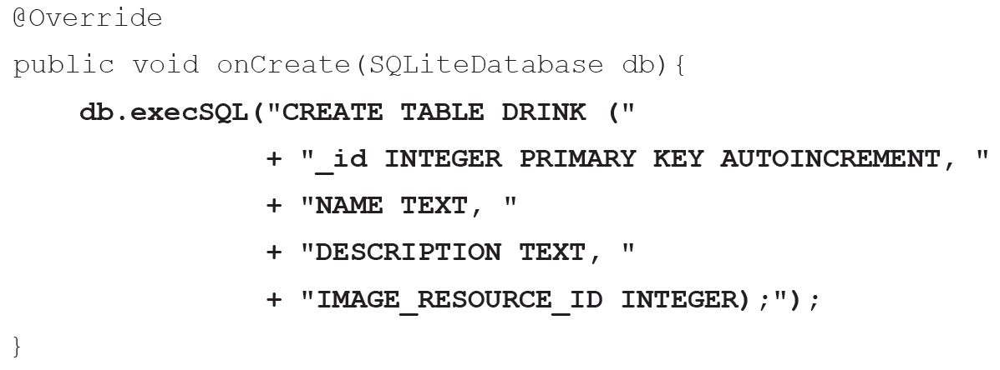 @Override
public void onCreate(SQLiteDatabase db){
    db.execSQL("CREATE TABLE DRINK ("
               + "_id INTEGER PRIMARY KEY AUTOINCREMENT, "
               + "NAME TEXT, "
               + "DESCRIPTION TEXT, "
               + "IMAGE_RESOURCE_ID INTEGER);");
}